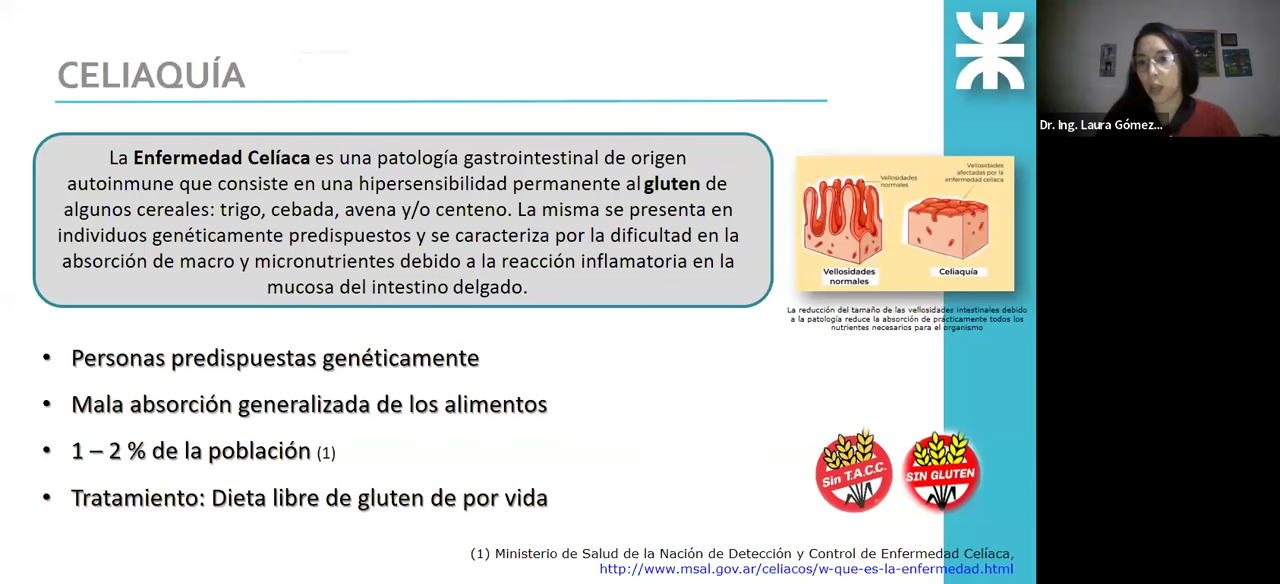 CELIAQUÍA
La Enfermedad Celíaca es una patología gastrointestinal de origen
autoinmune que consiste en una hipersensibilidad permanente al gluten de
algunos cereales: trigo, cebada, avena y/o centeno. La misma se presenta en
individuos genéticamente predispuestos y se caracteriza por la dificultad en la
absorción de macro y micronutrientes debido a la reacción inflamatoria en la
mucosa del intestino delgado.
• Personas predispuestas genéticamente
• Mala absorción generalizada de los alimentos
• 1 – 2 % de la población (1)
• Tratamiento: Dieta libre de gluten de por vida
Vellosidades
normales
Vellosidades
afectadas por la
enfermedad celíaca
Vellosidades
normales
Celiaquía
La reducción del tamaño de las vellosidades intestinales debido
a la patología reduce la absorción de prácticamente todos los
nutrientes necesarios para el organismo
Sin T.A.C.C.
SIN GLUTEN
(1) Ministerio de Salud de la Nación de Detección y Control de Enfermedad Celíaca,
http://www.msal.gov.ar/celiacos/w-que-es-la-enfermedad.html
Dr. Ing. Laura Gómez...